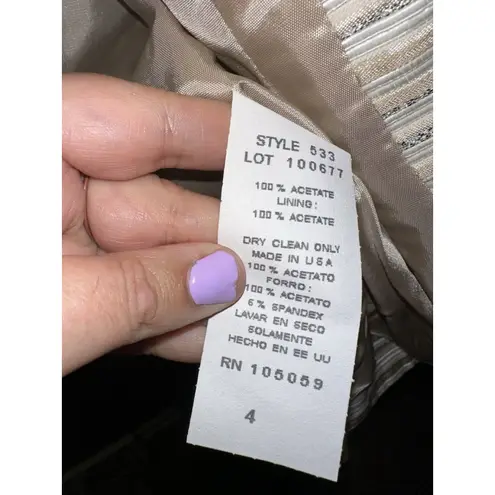 STYLE 533
LOT 100677
100 % ACETATE
LINING:
100 % ACETATE
DRY CLEAN ONLY
MADE IN USA
100 % ACETATO
FORRO:
100 % ACETATO
5 % SPANDEX
LAVAR EN SECO
SOLAMENTE
HECHO EN EE UU
RN 105059
4